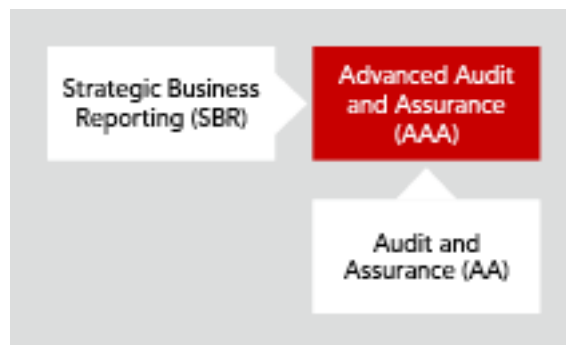 Strategic Business
Reporting (SBR)
Advanced Audit
and Assurance
(AAA)
Audit and
Assurance (AA)